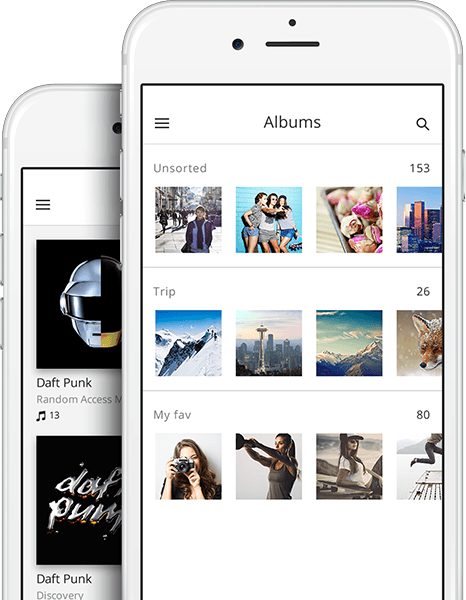 Albums
Unsorted 153
Trip 26
My fav 80
Daft Punk
Random Access M
13
daft
punk
Daft Punk
Discovery